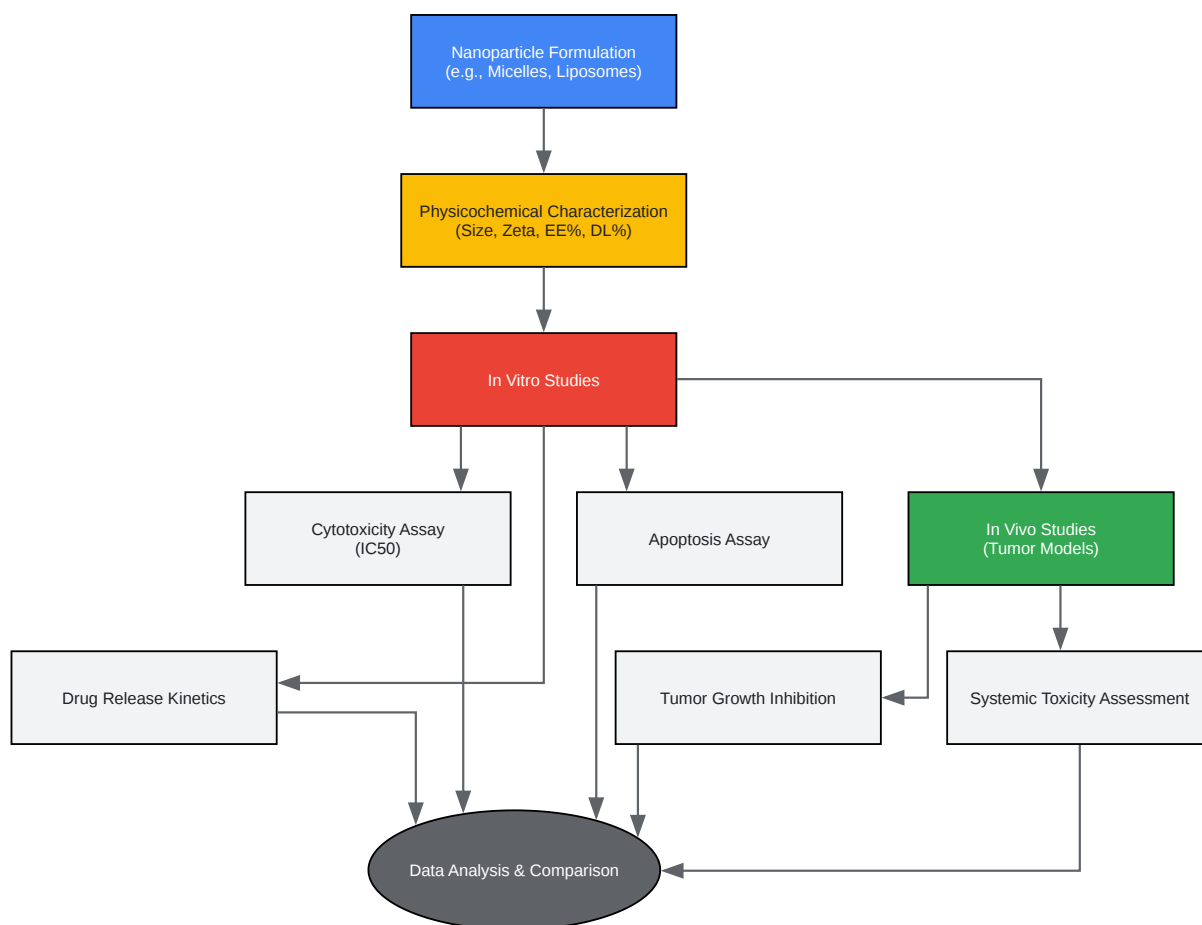 Nanoparticle Formulation
(e.g., Micelles, Liposomes)
Physicochemical Characterization
(Size, Zeta, EE%, DL%)
In Vitro Studies
Cytotoxicity Assay
(IC50)
Apoptosis Assay
In Vivo Studies
(Tumor Models)
Drug Release Kinetics
Tumor Growth Inhibition
Systemic Toxicity Assessment
Data Analysis & Comparison